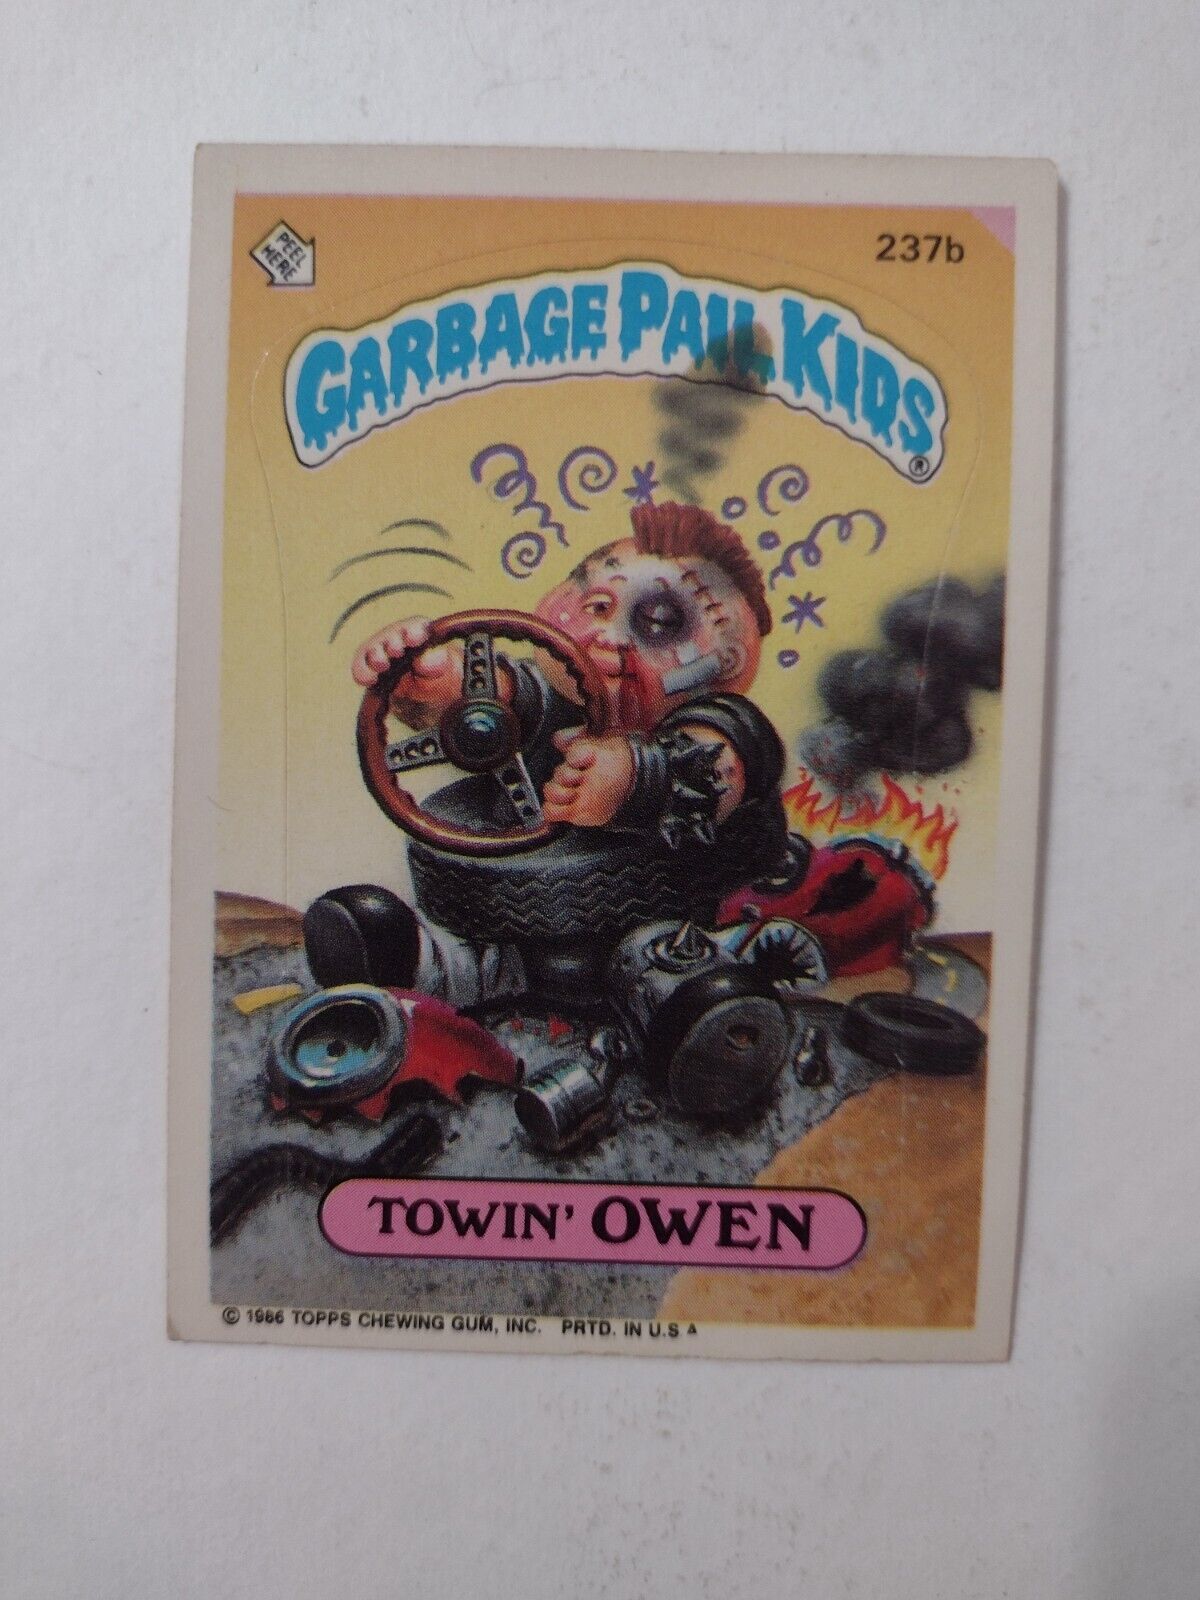 PEEL
HERE
237b
GARBAGE PAIL KIDS
®
TOWIN' OWEN
© 1986 TOPPS CHEWING GUM, INC. PRTD. IN U.S.A